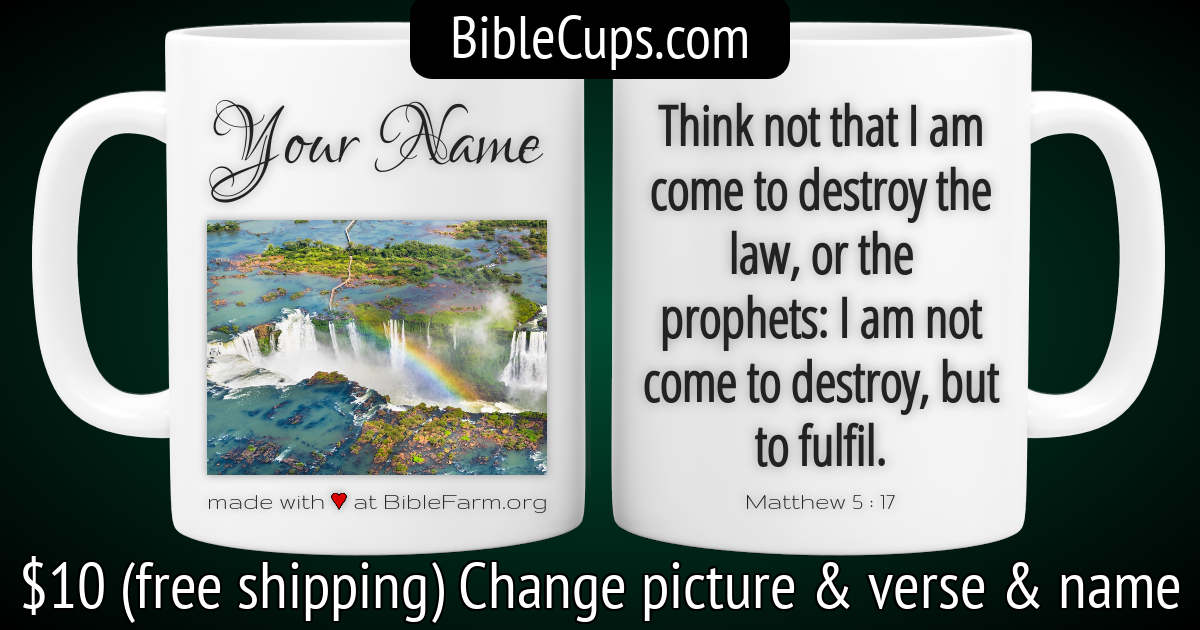 BibleCups.com
Your Name
made with ♥ at BibleFarm.org
Think not that I am
come to destroy the
law, or the
prophets: I am not
come to destroy, but
to fulfil.
Matthew 5 : 17
$10 (free shipping) Change picture & verse & name